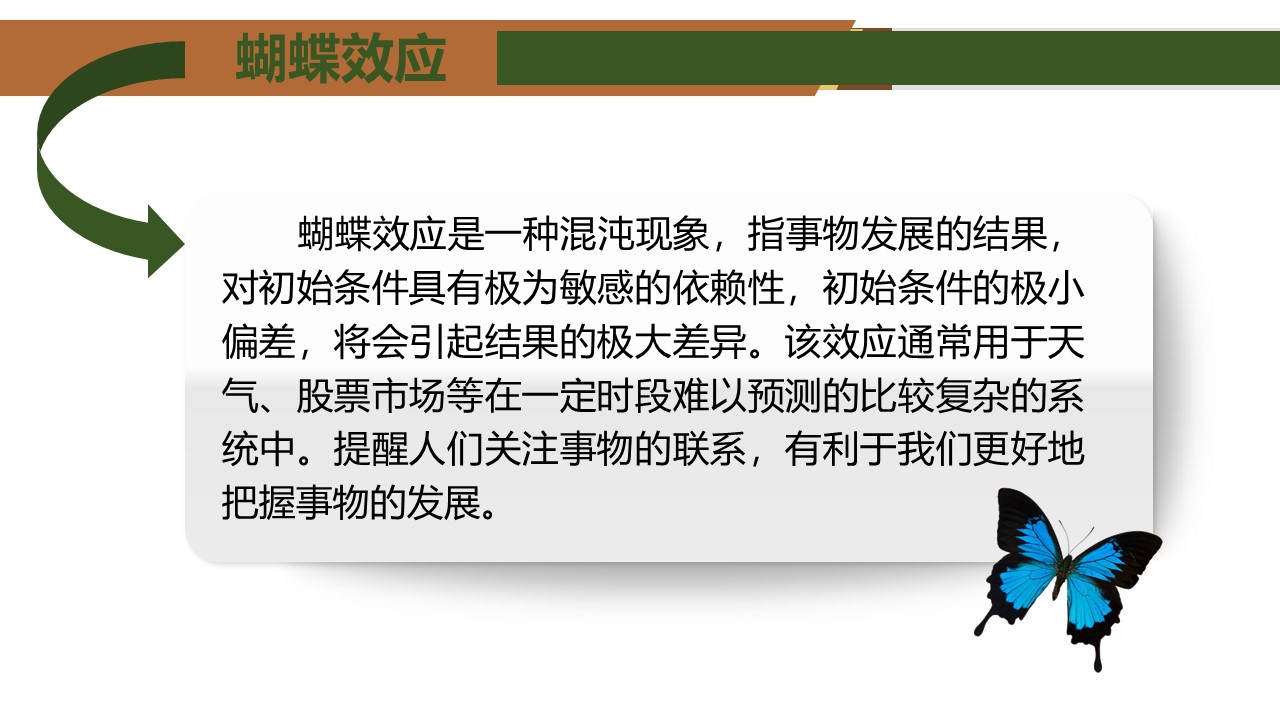 蝴蝶效应
蝴蝶效应是一种混沌现象，指事物发展的结果，
对初始条件具有极为敏感的依赖性，初始条件的极小
偏差，将会引起结果的极大差异。该效应通常用于天
气、股票市场等在一定时段难以预测的比较复杂的系
统中。提醒人们关注事物的联系，有利于我们更好地
把握事物的发展。